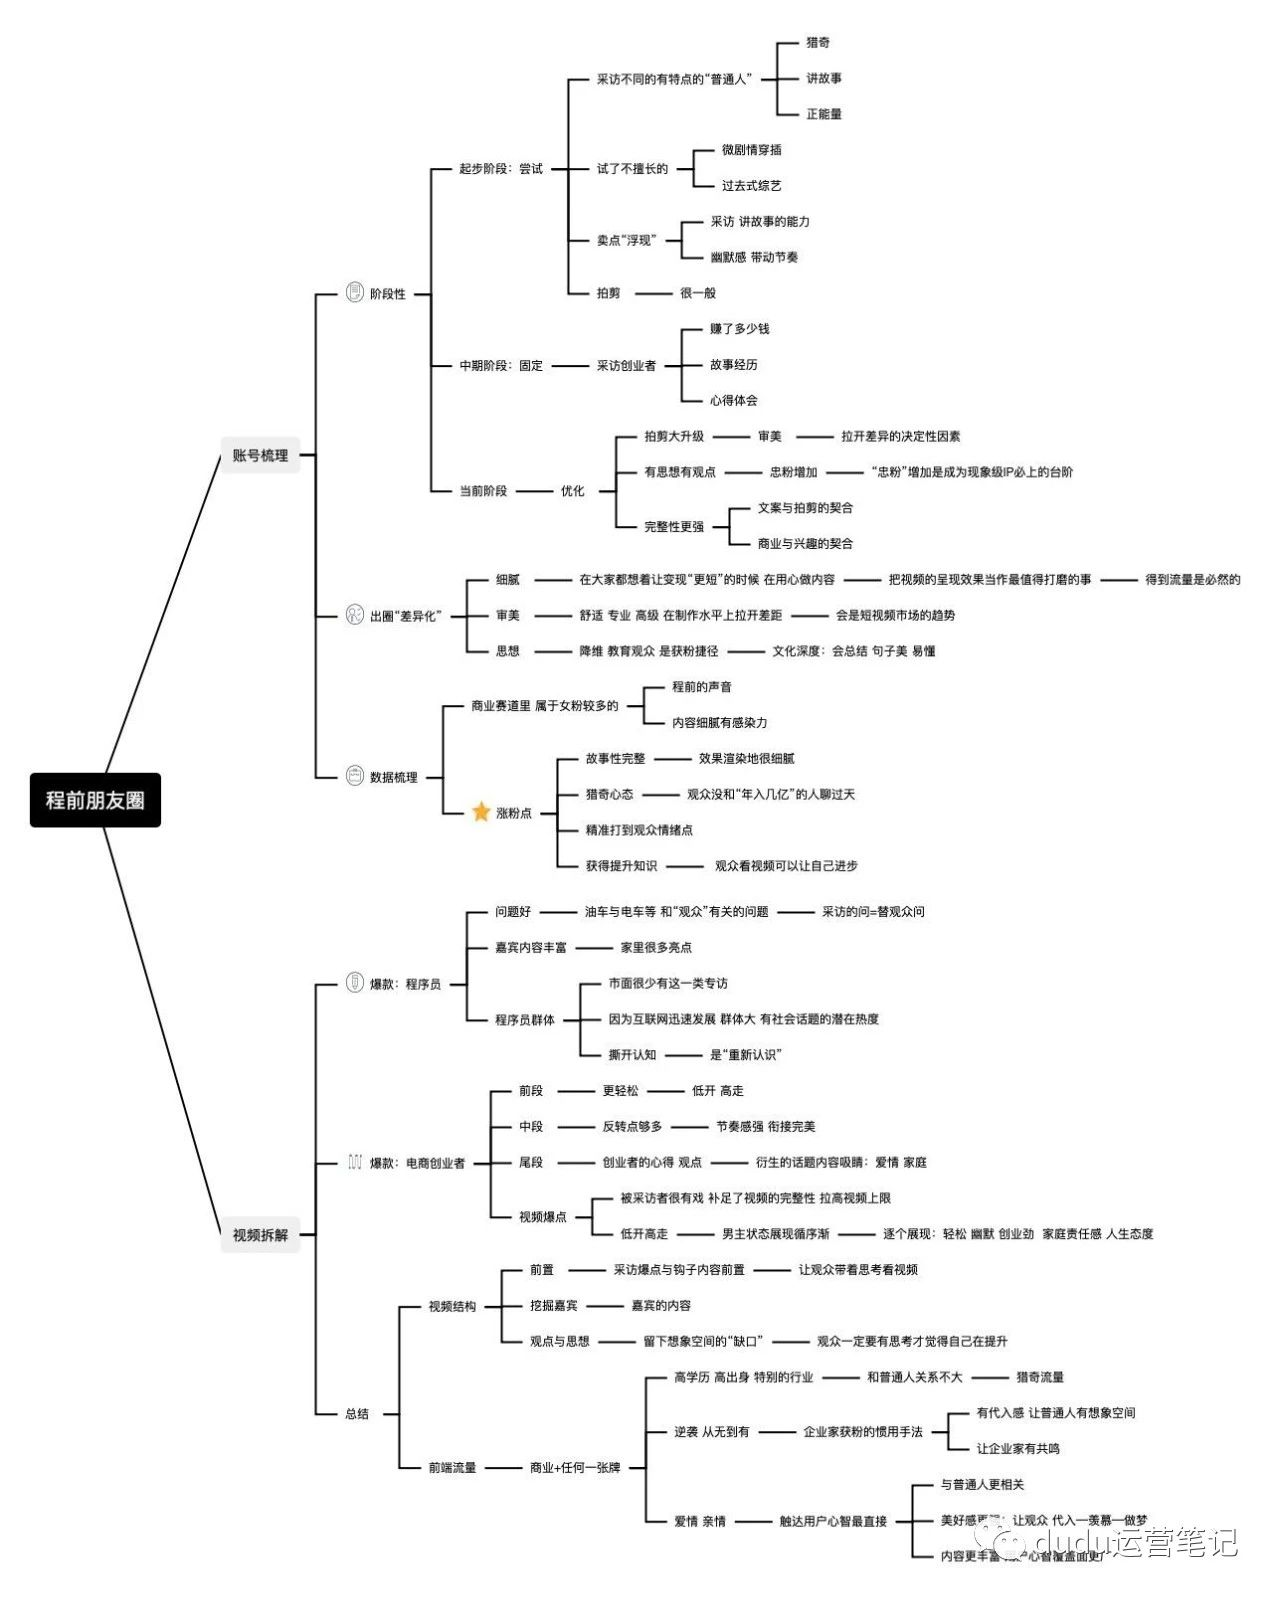 程前朋友圈
账号梳理
阶段性
起步阶段：尝试
采访不同的有特点的“普通人”
猎奇
讲故事
正能量
试了不擅长的
微剧情穿插
过去式综艺
卖点“浮现”
采访 讲故事的能力
幽默感 带动节奏
拍剪
很一般
中期阶段：固定
采访创业者
赚了多少钱
故事经历
心得体会
当前阶段
优化
拍剪大升级
审美
拉开差异的决定性因素
有思想有观点
忠粉增加
“忠粉”增加是成为现象级IP必上的台阶
完整性更强
文案与拍剪的契合
商业与兴趣的契合
出圈“差异化”
细腻
在大家都想着让变现“更短”的时候 在用心做内容
把视频的呈现效果当作最值得打磨的事
得到流量是必然的
审美
舒适 专业 高级 在制作水平上拉开差距
会是短视频市场的趋势
思想
降维 教育观众 是获粉捷径
文化深度：会总结 句子美 易懂
数据梳理
商业赛道里 属于女粉较多的
程前的声音
内容细腻有感染力
涨粉点
故事性完整
效果渲染地很细腻
猎奇心态
观众没和“年入几亿”的人聊过天
精准打到观众情绪点
获得提升知识
观众看视频可以让自己进步
视频拆解
爆款：程序员
问题好
油车与电车等 和“观众”有关的问题
采访的问=替观众问
嘉宾内容丰富
家里很多亮点
程序员群体
市面很少有这一类专访
因为互联网迅速发展 群体大 有社会话题的潜在热度
撕开认知
是“重新认识”
爆款：电商创业者
前段
更轻松
低开 高走
中段
反转点够多
节奏感强 衔接完美
尾段
创业者的心得 观点
衍生的话题内容吸睛：爱情 家庭
视频爆点
被采访者很有戏 补足了视频的完整性 拉高视频上限
低开高走
男主状态展现循序渐
逐个展现：轻松 幽默 创业劲 家庭责任感 人生态度
总结
视频结构
前置
采访爆点与钩子内容前置
让观众带着思考看视频
挖掘嘉宾
嘉宾的内容
观点与思想
留下想象空间的“缺口”
观众一定要有思考才觉得自己在提升
前端流量
商业+任何一张牌
高学历 高出身 特别的行业
和普通人关系不大
猎奇流量
逆袭 从无到有
企业家获粉的惯用手法
有代入感 让普通人有想象空间
让企业家有共鸣
爱情 亲情
触达用户心智最直接
与普通人更相关
美好感 让观众 代入—羡慕—做梦
内容更丰富 心智覆盖面更
dudu运营笔记